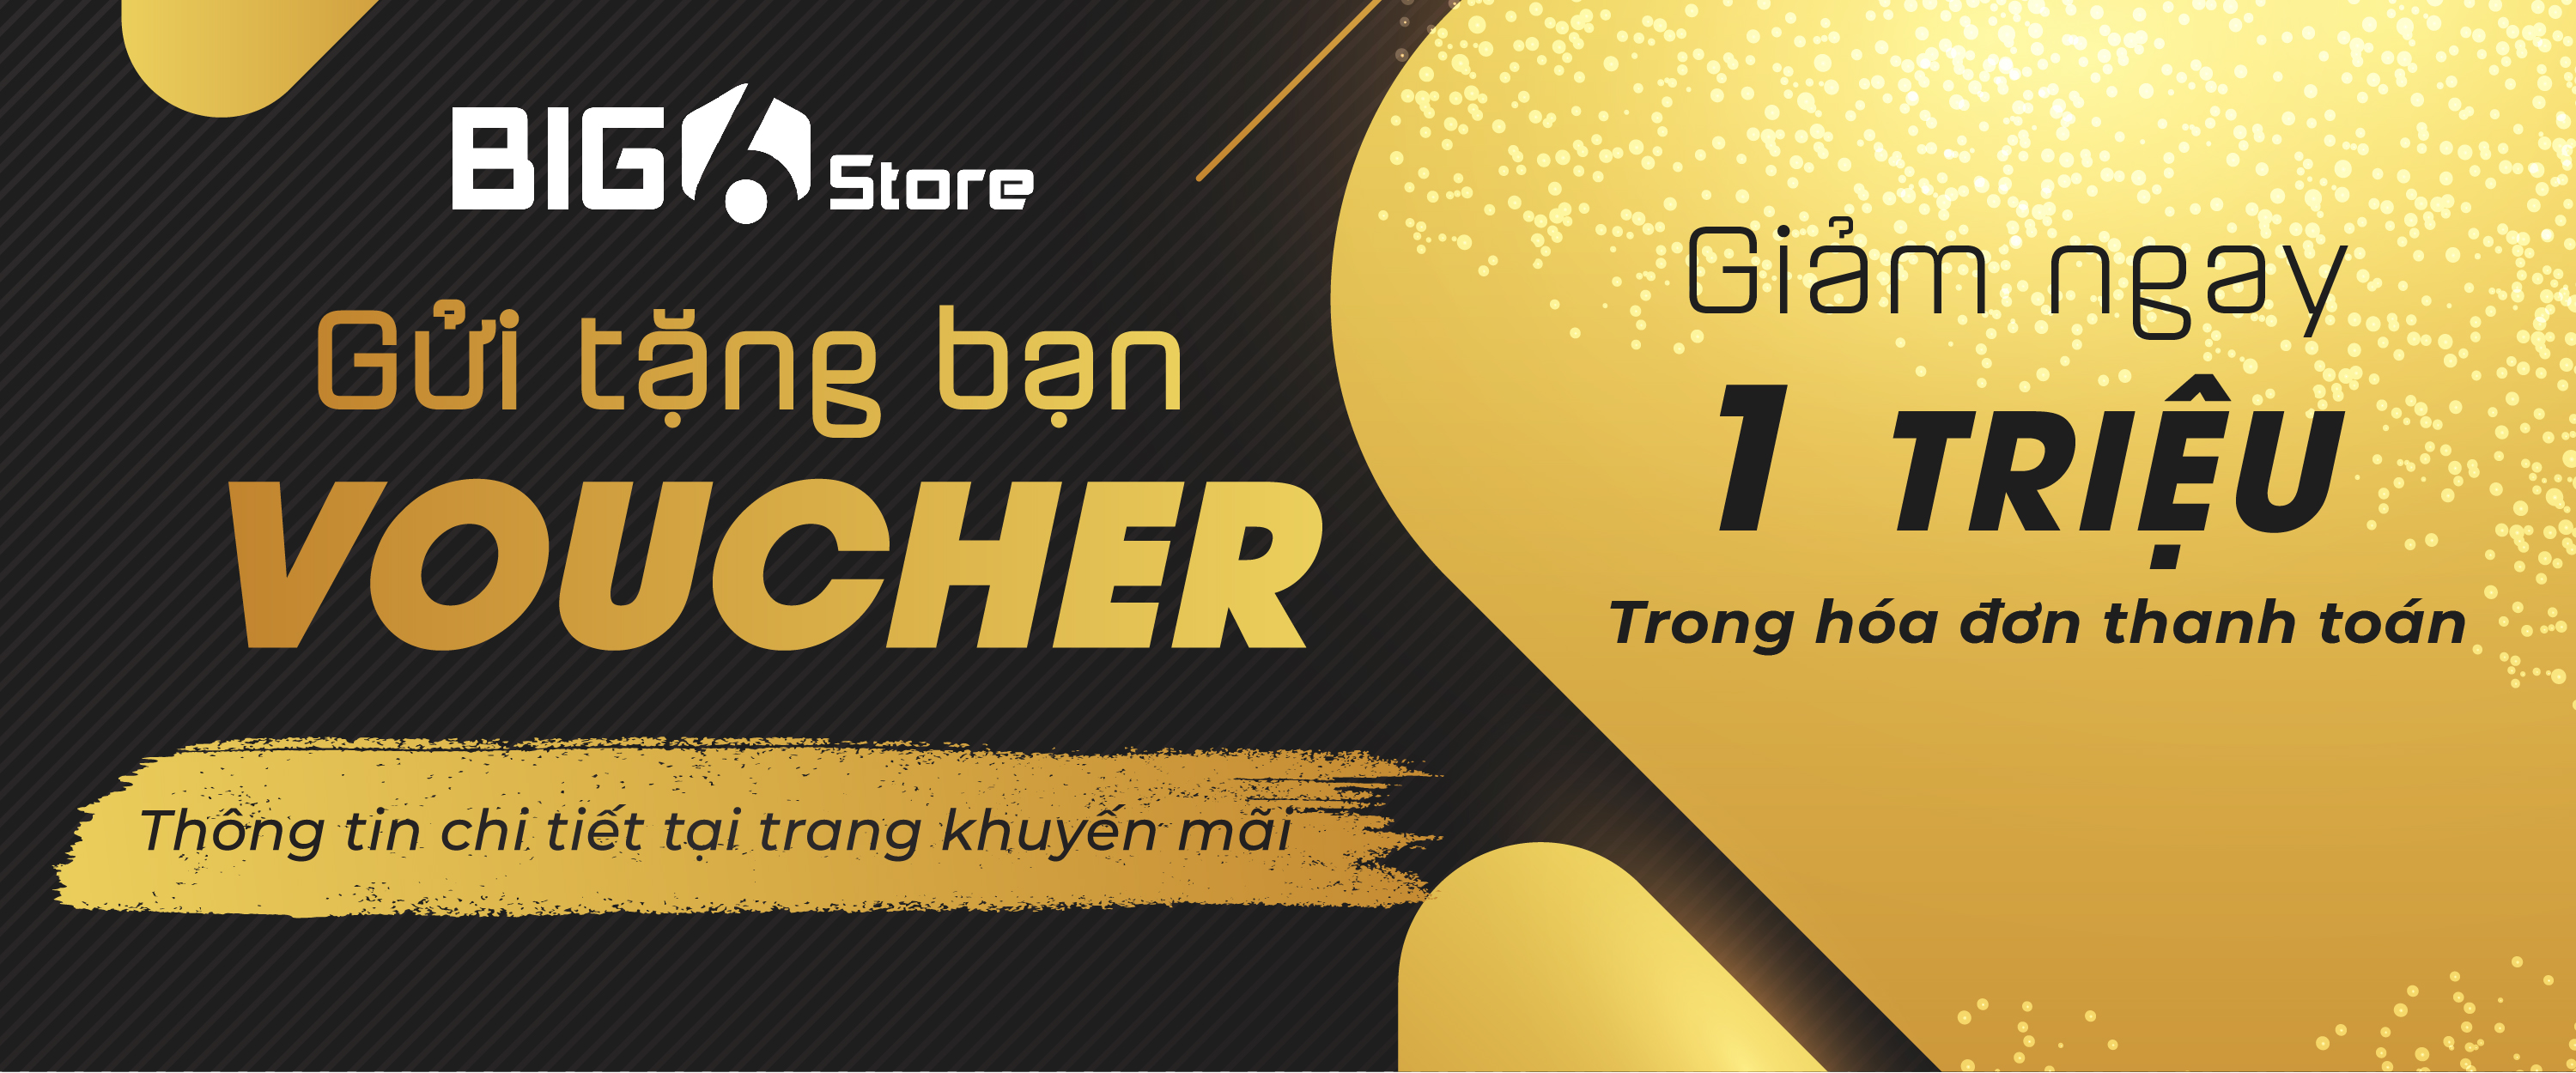 BIG6 Store
Gửi tặng bạn
VOUCHER
Thông tin chi tiết tại trang khuyến mãi
Giảm ngay
1 TRIỆU
Trong hóa đơn thanh toán